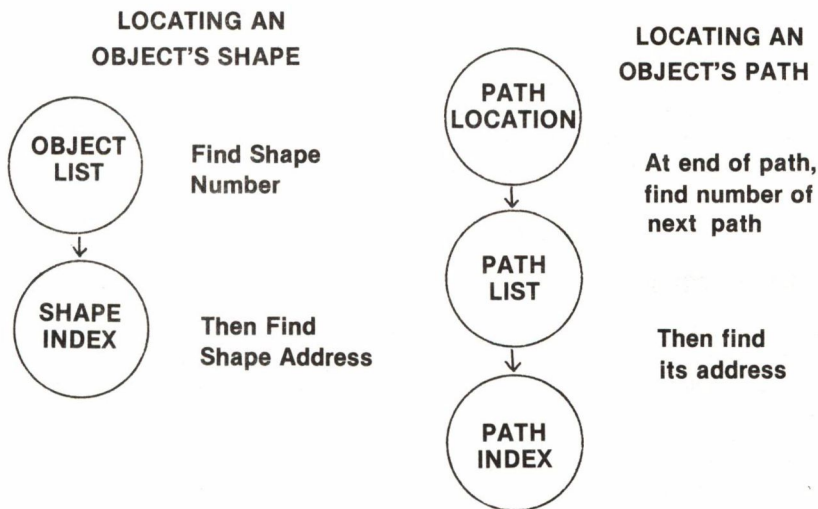 LOCATING AN
OBJECT'S SHAPE
OBJECT
LIST
Find Shape
Number
SHAPE
INDEX
Then Find
Shape Address
LOCATING AN
OBJECT'S PATH
PATH
LOCATION
At end of path,
find number of
next path
PATH
LIST
Then find
its address
PATH
INDEX